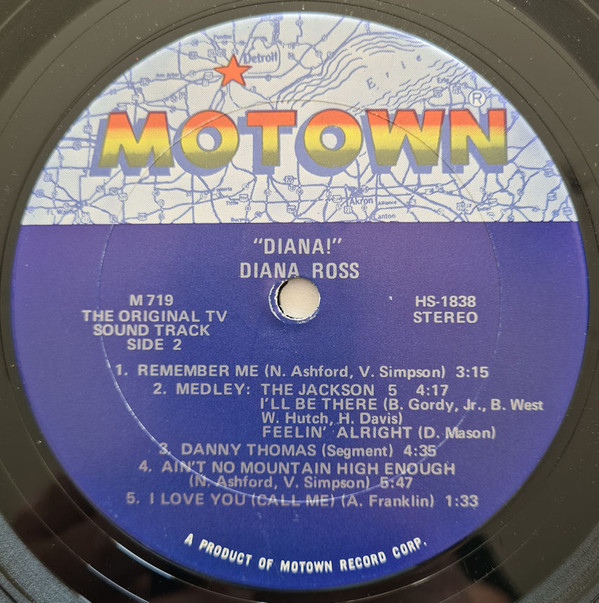 Detroit
Erie
MOTOWN®
"DIANA!"
DIANA ROSS
M 719
THE ORIGINAL TV
SOUND TRACK
SIDE 2
HS-1838
STEREO
1. REMEMBER ME (N. Ashford, V. Simpson) 3:15
2. MEDLEY: THE JACKSON 5 4:17
I'LL BE THERE (B. Gordy, Jr., B. West
W. Hutch, H. Davis)
FEELIN' ALRIGHT (D. Mason)
3. DANNY THOMAS (Segment) 4:35
4. AIN'T NO MOUNTAIN HIGH ENOUGH
(N. Ashford, V. Simpson) 5:47
5. I LOVE YOU (CALL ME) (A. Franklin) 1:33
A PRODUCT OF MOTOWN RECORD CORP.
Akron
Canton